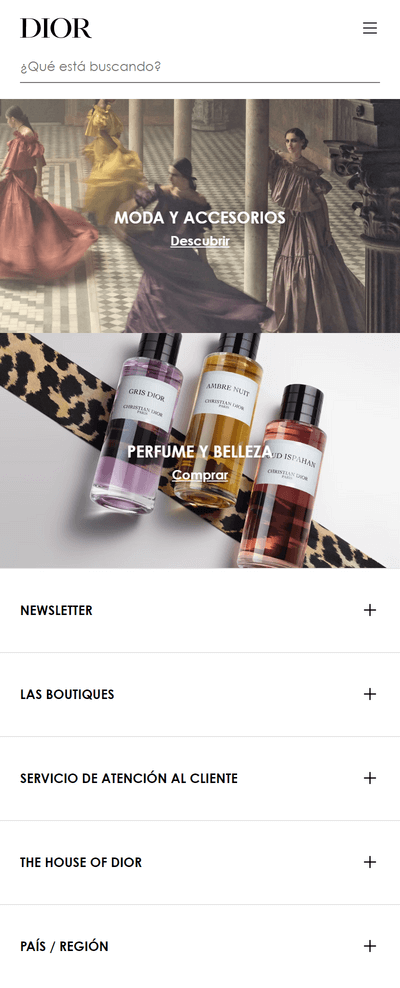 DIOR
¿Qué está buscando?
MODA Y ACCESORIOS
Descubrir
GRIS DIOR
CHRISTIAN DIOR
PARIS
AMBRE NUIT
CHRISTIAN DIOR
PARIS
OUD ISPAHAN
CHRISTIAN DIOR
PARIS
PERFUME Y BELLEZA
Comprar
NEWSLETTER
LAS BOUTIQUES
SERVICIO DE ATENCIÓN AL CLIENTE
THE HOUSE OF DIOR
PAÍS / REGIÓN